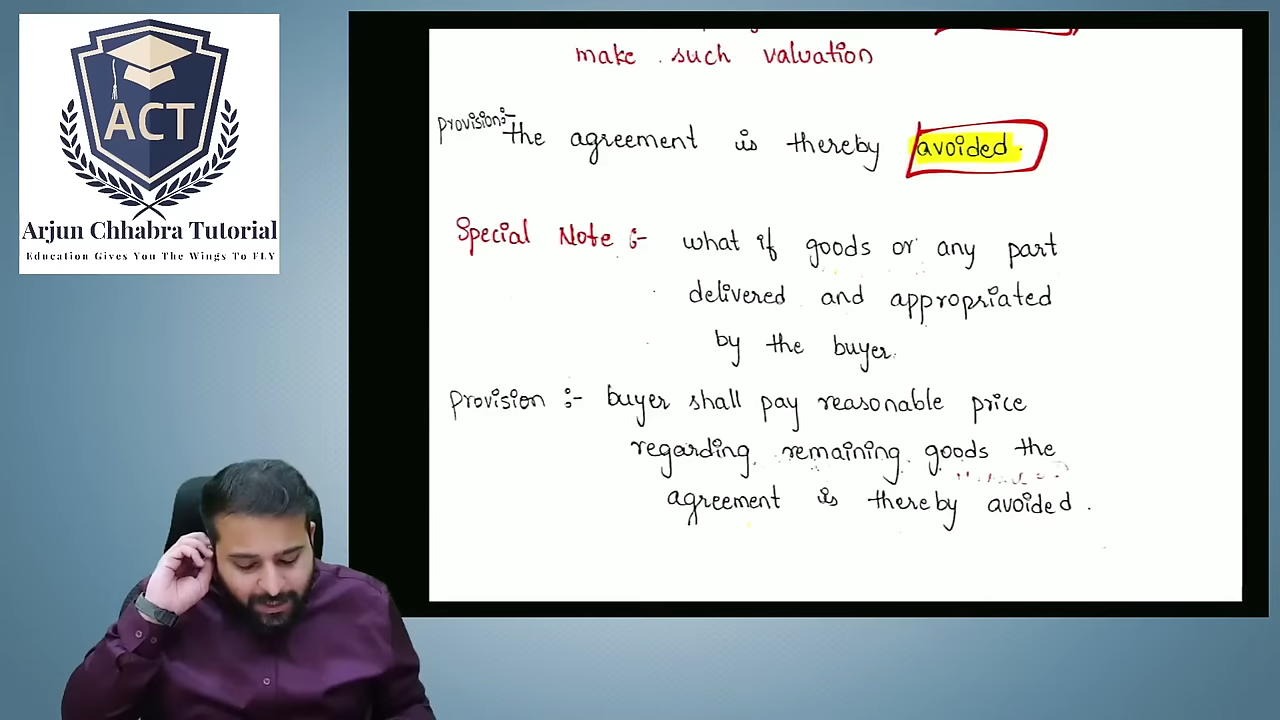 ACT
Arjun Chhabra Tutorial
Education Gives You The Wings To FLY
make such valuation
provision:- the agreement is thereby avoided.
Special Note :- what if goods or any part
delivered and appropriated
by the buyer.
provision :- buyer shall pay reasonable price
regarding remaining goods the
agreement is thereby avoided.